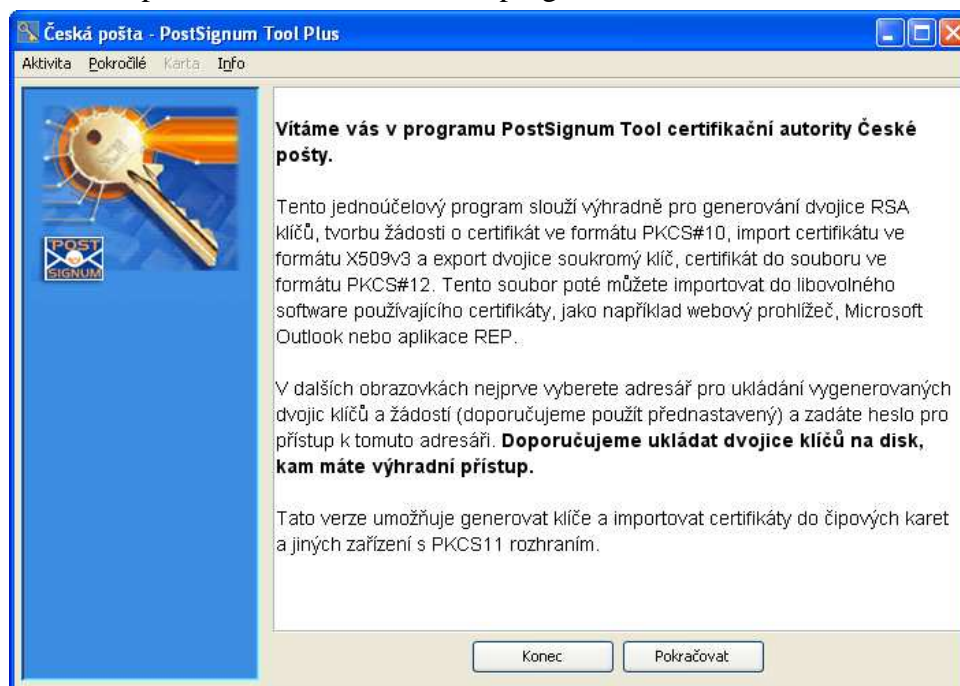 Česká pošta - PostSignum Tool Plus
Aktivita Pokročilé Karta Info
POST
SIGNUM
Vítáme vás v programu PostSignum Tool certifikační autority České
pošty.
Tento jednoúčelový program slouží výhradně pro generování dvojice RSA
klíčů, tvorbu žádosti o certifikát ve formátu PKCS#10, import certifikátu ve
formátu X509v3 a export dvojice soukromý klíč, certifikát do souboru ve
formátu PKCS#12. Tento soubor poté můžete importovat do libovolného
software používajícího certifikáty, jako například webový prohlížeč, Microsoft
Outlook nebo aplikace REP.
V dalších obrazovkách nejprve vyberete adresář pro ukládání vygenerovaných
dvojic klíčů a žádostí (doporučujeme použít přednastavený) a zadáte heslo pro
přístup k tomuto adresáři. Doporučujeme ukládat dvojice klíčů na disk,
kam máte výhradní přístup.
Tato verze umožňuje generovat klíče a importovat certifikáty do čipových karet
a jiných zařízení s PKCS11 rozhraním.
Konec Pokračovat